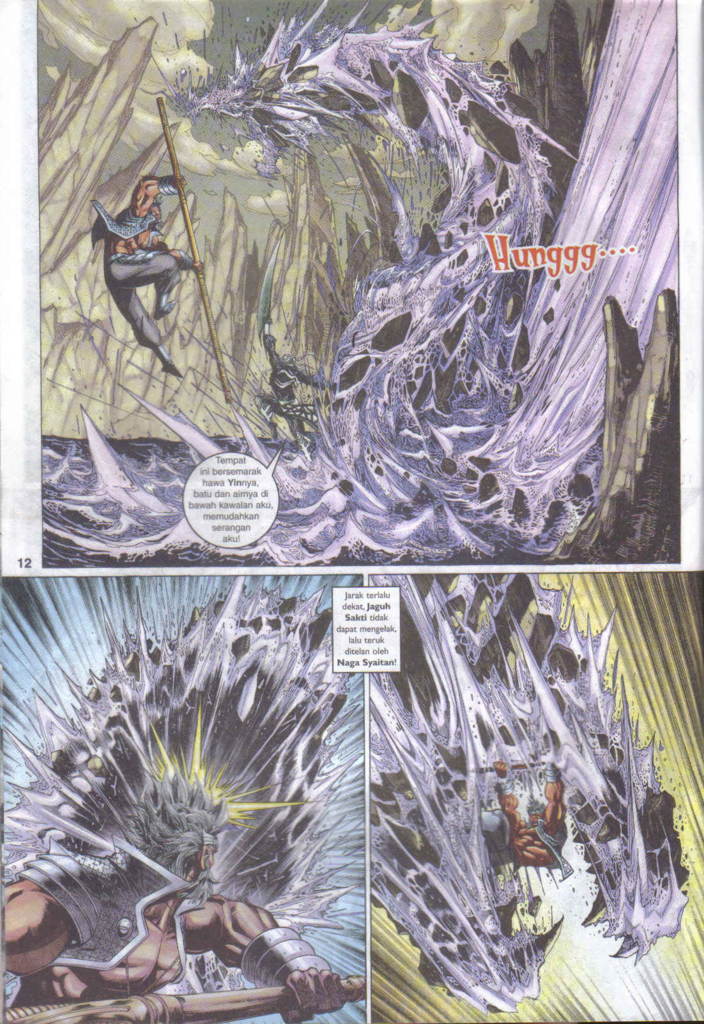 Hunggg....
Tempat
ini bersemarak
hawa Yinnya,
batu dan airnya di
bawah kawalan aku,
memudahkan
serangan
aku!
12
Jarak terlalu
dekat, Jaguh
Sakti tidak
dapat mengelak,
lalu teruk
ditelan oleh
Naga Syaitan!